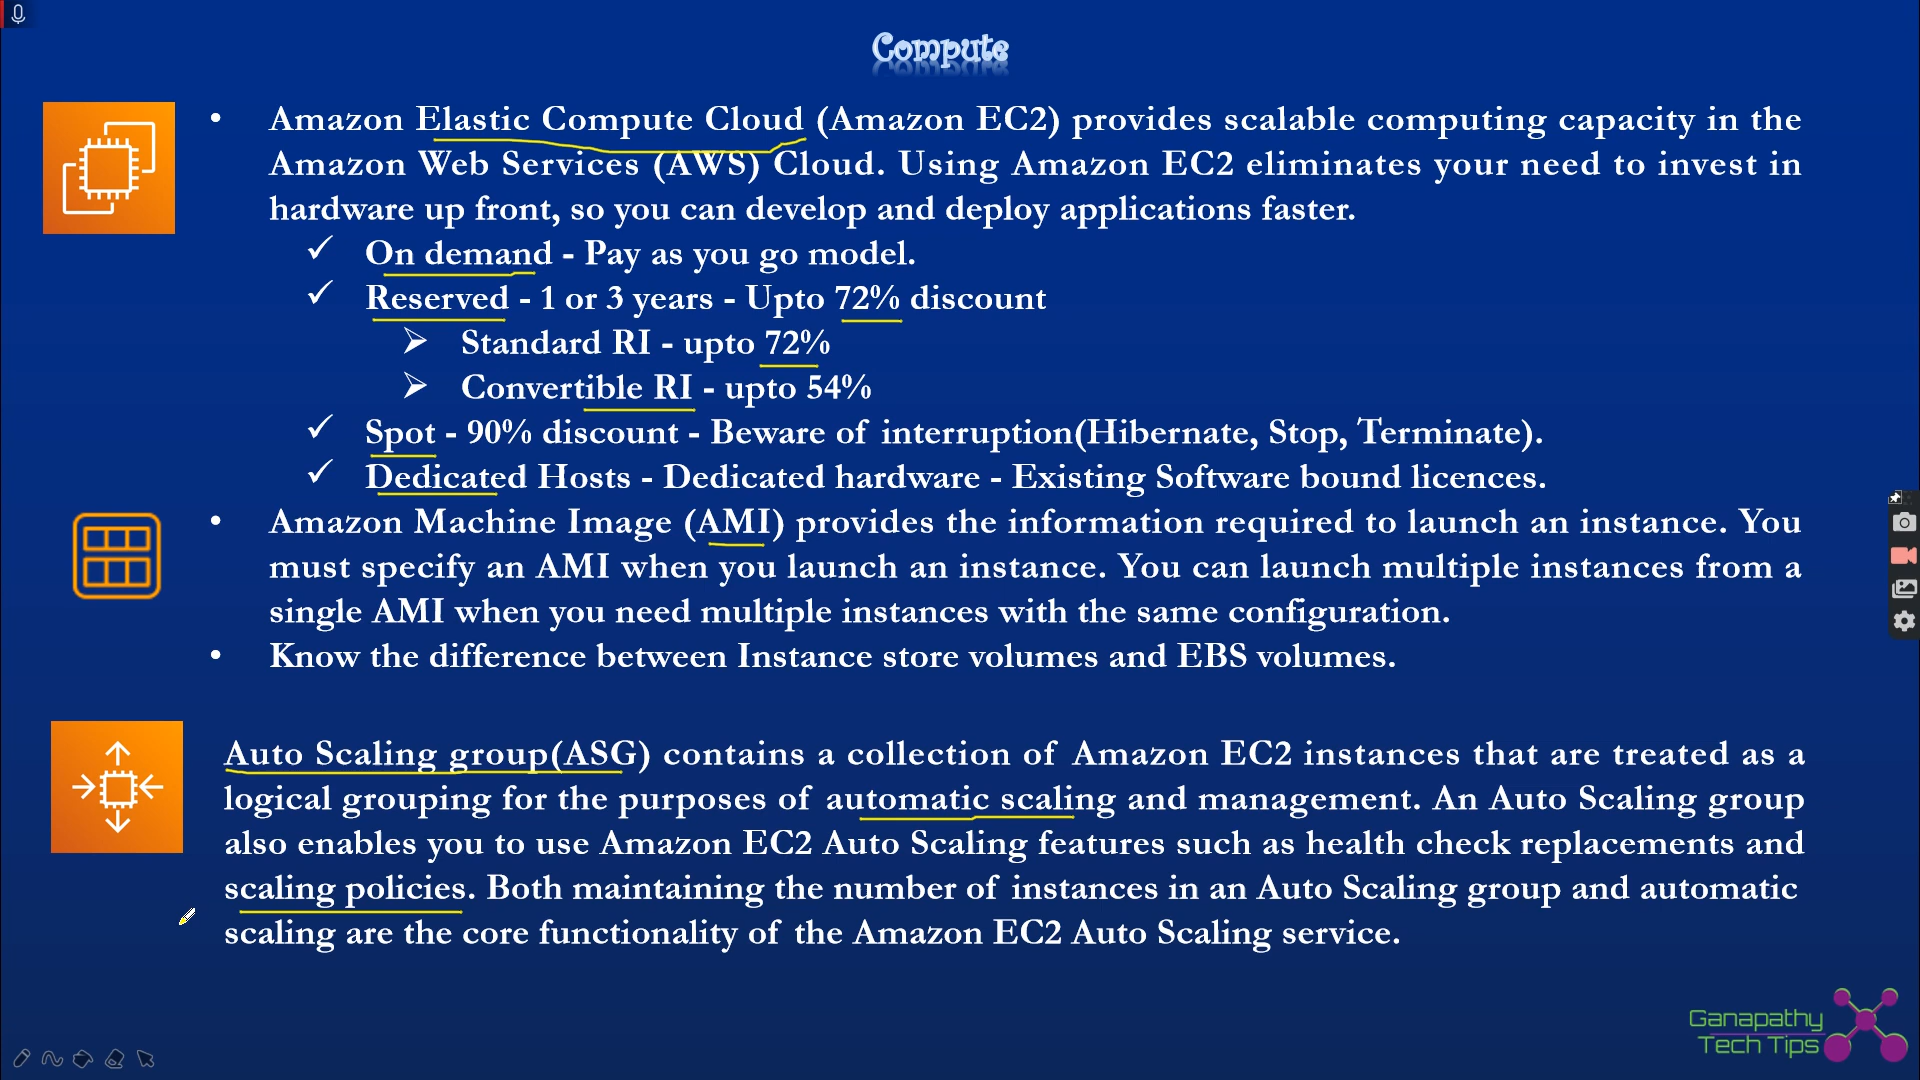 Compute
• Amazon Elastic Compute Cloud (Amazon EC2) provides scalable computing capacity in the
Amazon Web Services (AWS) Cloud. Using Amazon EC2 eliminates your need to invest in
hardware up front, so you can develop and deploy applications faster.
✓ On demand - Pay as you go model.
✓ Reserved - 1 or 3 years - Upto 72% discount
➢ Standard RI - upto 72%
➢ Convertible RI - upto 54%
✓ Spot - 90% discount - Beware of interruption(Hibernate, Stop, Terminate).
✓ Dedicated Hosts - Dedicated hardware - Existing Software bound licences.
• Amazon Machine Image (AMI) provides the information required to launch an instance. You
must specify an AMI when you launch an instance. You can launch multiple instances from a
single AMI when you need multiple instances with the same configuration.
• Know the difference between Instance store volumes and EBS volumes.
Auto Scaling group(ASG) contains a collection of Amazon EC2 instances that are treated as a
logical grouping for the purposes of automatic scaling and management. An Auto Scaling group
also enables you to use Amazon EC2 Auto Scaling features such as health check replacements and
scaling policies. Both maintaining the number of instances in an Auto Scaling group and automatic
scaling are the core functionality of the Amazon EC2 Auto Scaling service.
Ganapathy
Tech Tips